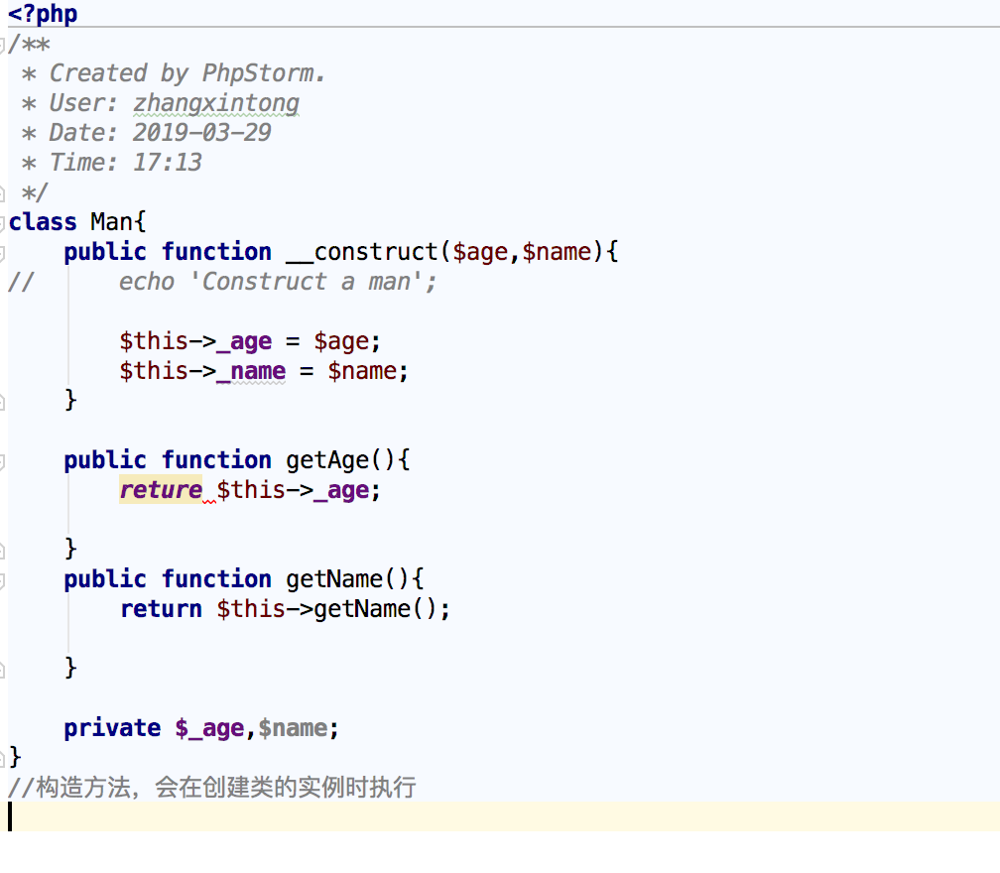 <?php
/**
 * Created by PhpStorm.
 * User: zhangxintong
 * Date: 2019-03-29
 * Time: 17:13
 */
class Man{
    public function __construct($age,$name){
//      echo 'Construct a man';
        $this->_age = $age;
        $this->_name = $name;
    }
    public function getAge(){
        reture $this->_age;
    }
    public function getName(){
        return $this->getName();
    }
    private $_age,$name;
}
//构造方法，会在创建类的实例时执行